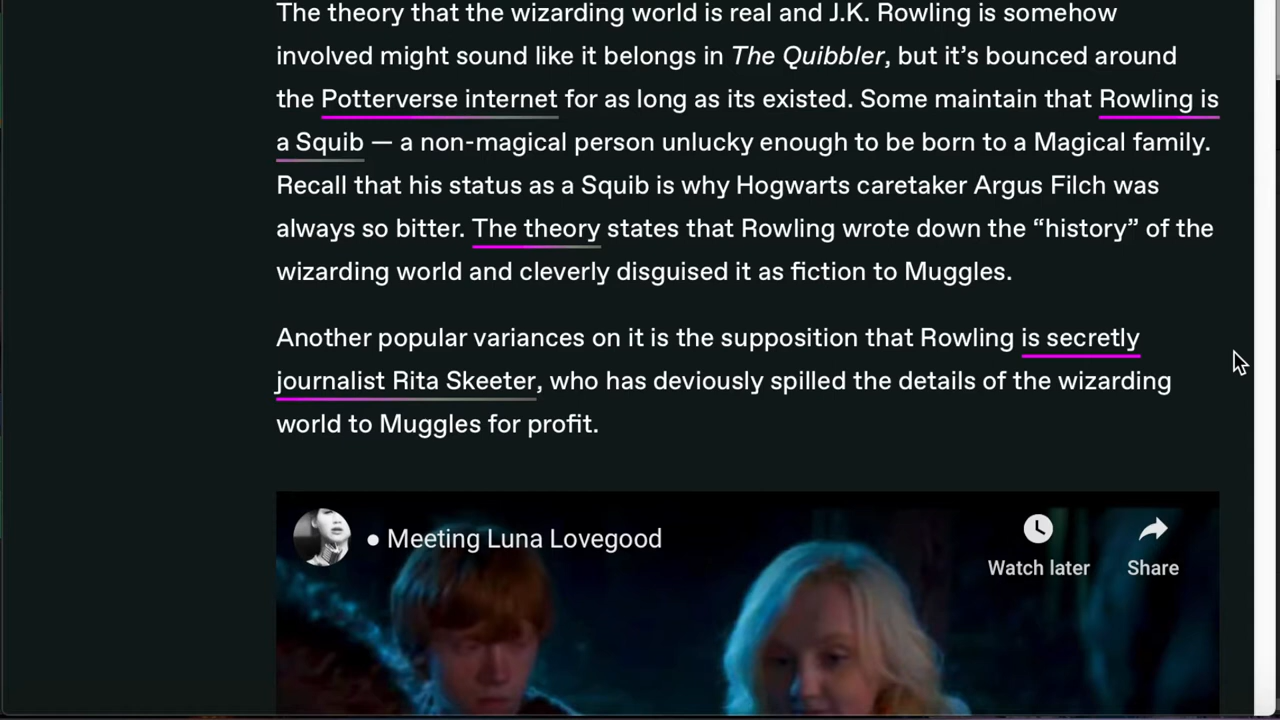 The theory that the wizarding world is real and J.K. Rowling is somehow
involved might sound like it belongs in The Quibbler, but it’s bounced around
the Potterverse internet for as long as its existed. Some maintain that Rowling is
a Squib — a non-magical person unlucky enough to be born to a Magical family.
Recall that his status as a Squib is why Hogwarts caretaker Argus Filch was
always so bitter. The theory states that Rowling wrote down the “history” of the
wizarding world and cleverly disguised it as fiction to Muggles.
Another popular variances on it is the supposition that Rowling is secretly
journalist Rita Skeeter, who has deviously spilled the details of the wizarding
world to Muggles for profit.
● Meeting Luna Lovegood
Watch later
Share